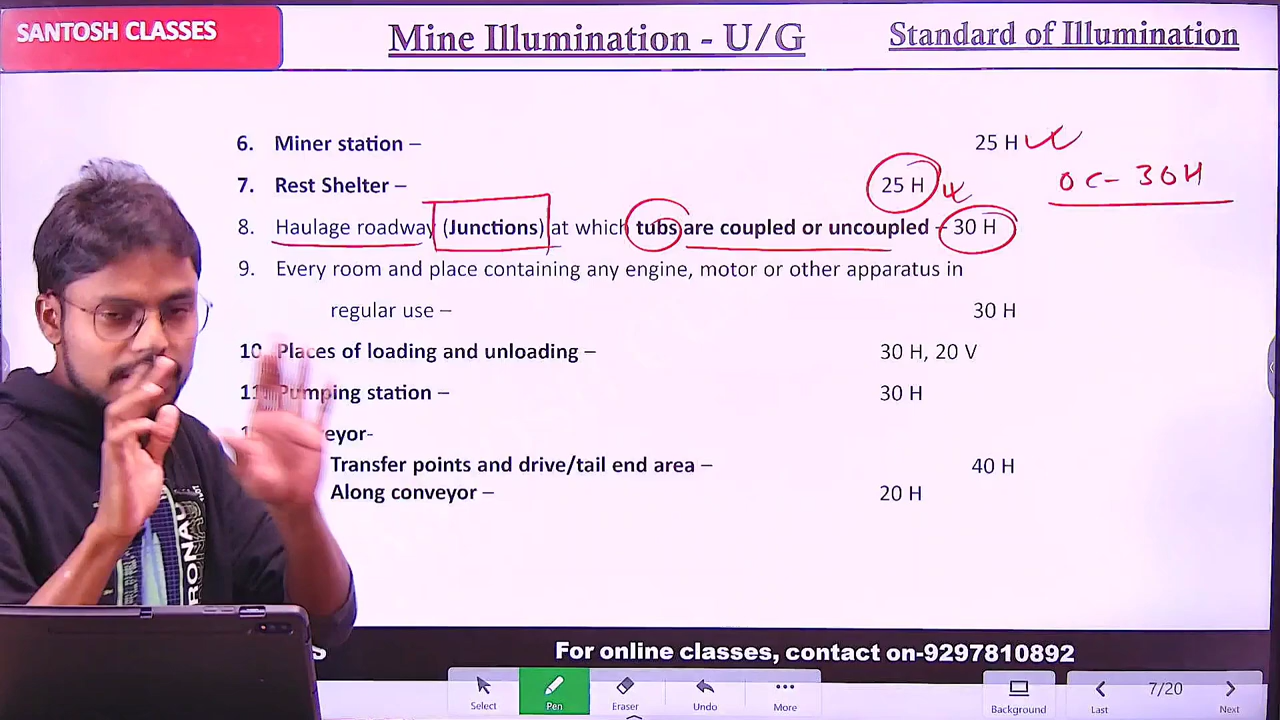 SANTOSH CLASSES
Mine Illumination - U/G
Standard of Illumination
6. Miner station – 25 H
OC- 30H
7. Rest Shelter – 25 H
8. Haulage roadway (Junctions) at which tubs are coupled or uncoupled – 30 H
9. Every room and place containing any engine, motor or other apparatus in
regular use – 30 H
10. Places of loading and unloading – 30 H, 20 V
11. Pumping station – 30 H
Transfer points and drive/tail end area – 40 H
Along conveyor – 20 H
For online classes, contact on-9297810892
Select
Pen
Eraser
Undo
More
Background
Last
7/20
Next